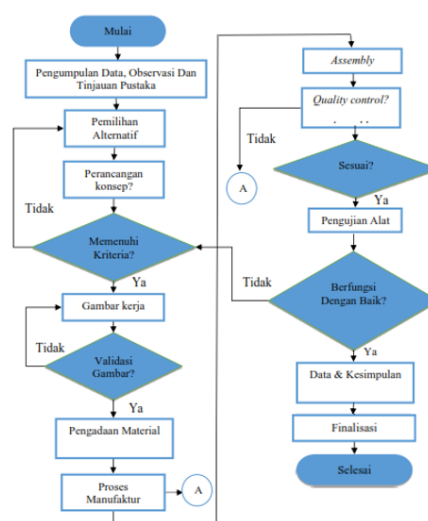 Mulai
Pengumpulan Data, Observasi Dan
Tinjauan Pustaka
Pemilihan
Alternatif
Perancangan
konsep?
Tidak
Memenuhi
Kriteria?
Ya
Gambar kerja
Tidak
Validasi
Gambar?
Ya
Pengadaan Material
Proses
Manufaktur
A
Assembly
Quality control?
. . .
Tidak
A
Sesuai?
Ya
Pengujian Alat
Tidak
Berfungsi
Dengan Baik?
Ya
Data & Kesimpulan
Finalisasi
Selesai